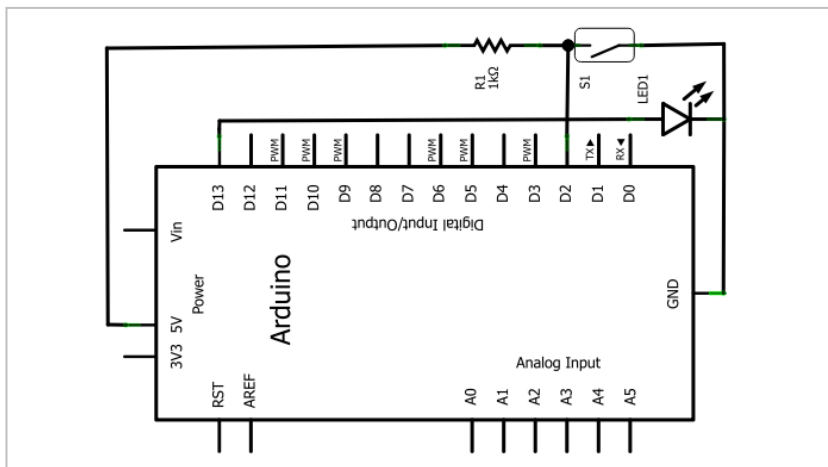 R1
1kΩ
S1
LED1
PWM
PWM
PWM
PWM
PWM
PWM
TX▶
RX◀
D13
D12
D11
D10
D9
D8
D7
D6
D5
D4
D3
D2
D1
D0
Digital Input/Output
Vin
Power
5V
3V3
Arduino
GND
Analog Input
RST
AREF
A0
A1
A2
A3
A4
A5